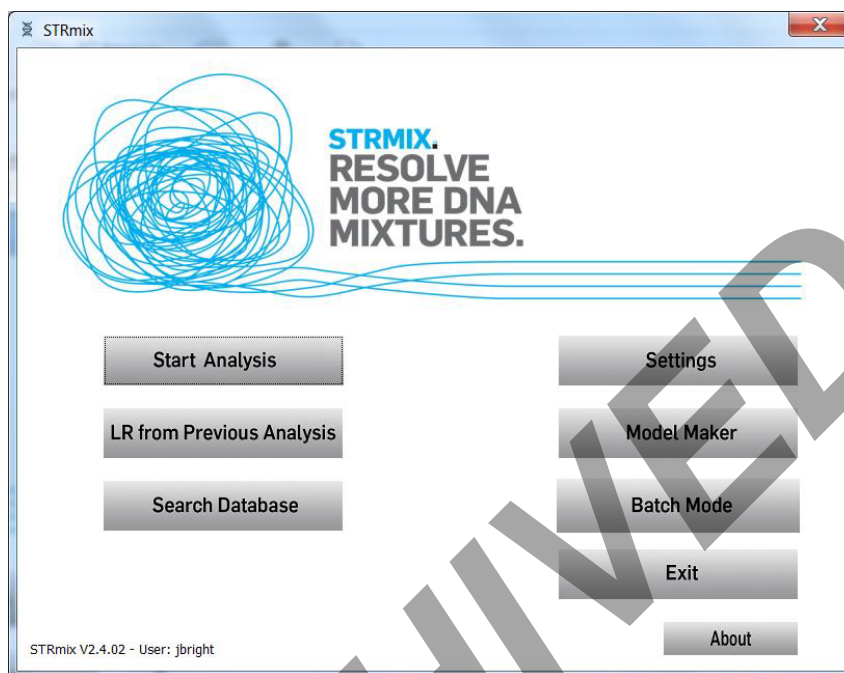 STRmix
STRMIX.
RESOLVE
MORE DNA
MIXTURES.
Start Analysis
Settings
LR from Previous Analysis
Model Maker
Search Database
Batch Mode
Exit
About
STRmix V2.4.02 - User: jbright
HIVED